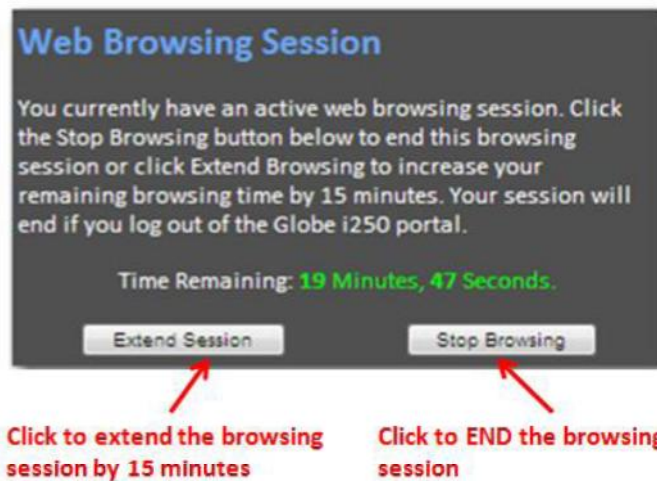 Web Browsing Session
You currently have an active web browsing session. Click
the Stop Browsing button below to end this browsing
session or click Extend Browsing to increase your
remaining browsing time by 15 minutes. Your session will
end if you log out of the Globe i250 portal.
Time Remaining: 19 Minutes, 47 Seconds.
Extend Session Stop Browsing
Click to extend the browsing Click to END the browsing
session by 15 minutes session